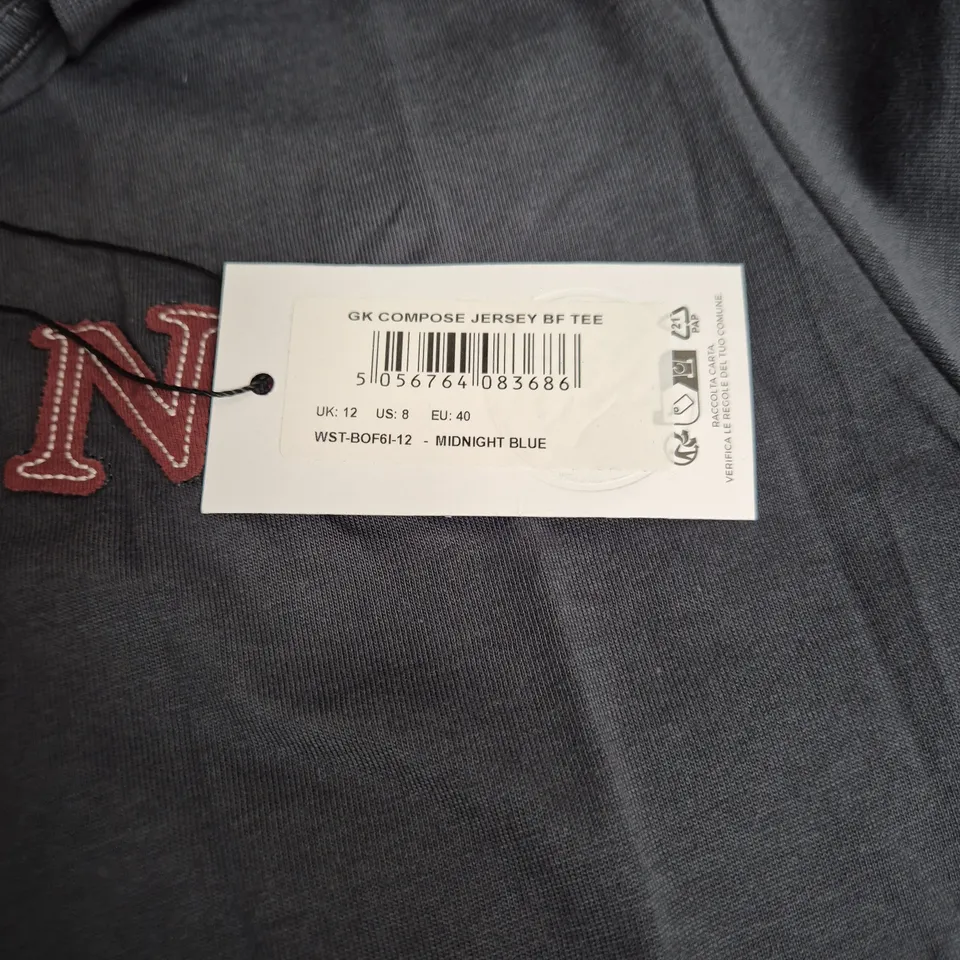 N
GK COMPOSE JERSEY BF TEE
5 056764 083686
UK: 12 US: 8 EU: 40
WST-BOF6I-12 - MIDNIGHT BLUE
21
PAP
RACCOLTA CARTA.
VERIFICA LE REGOLE DEL TUO COMUNE.